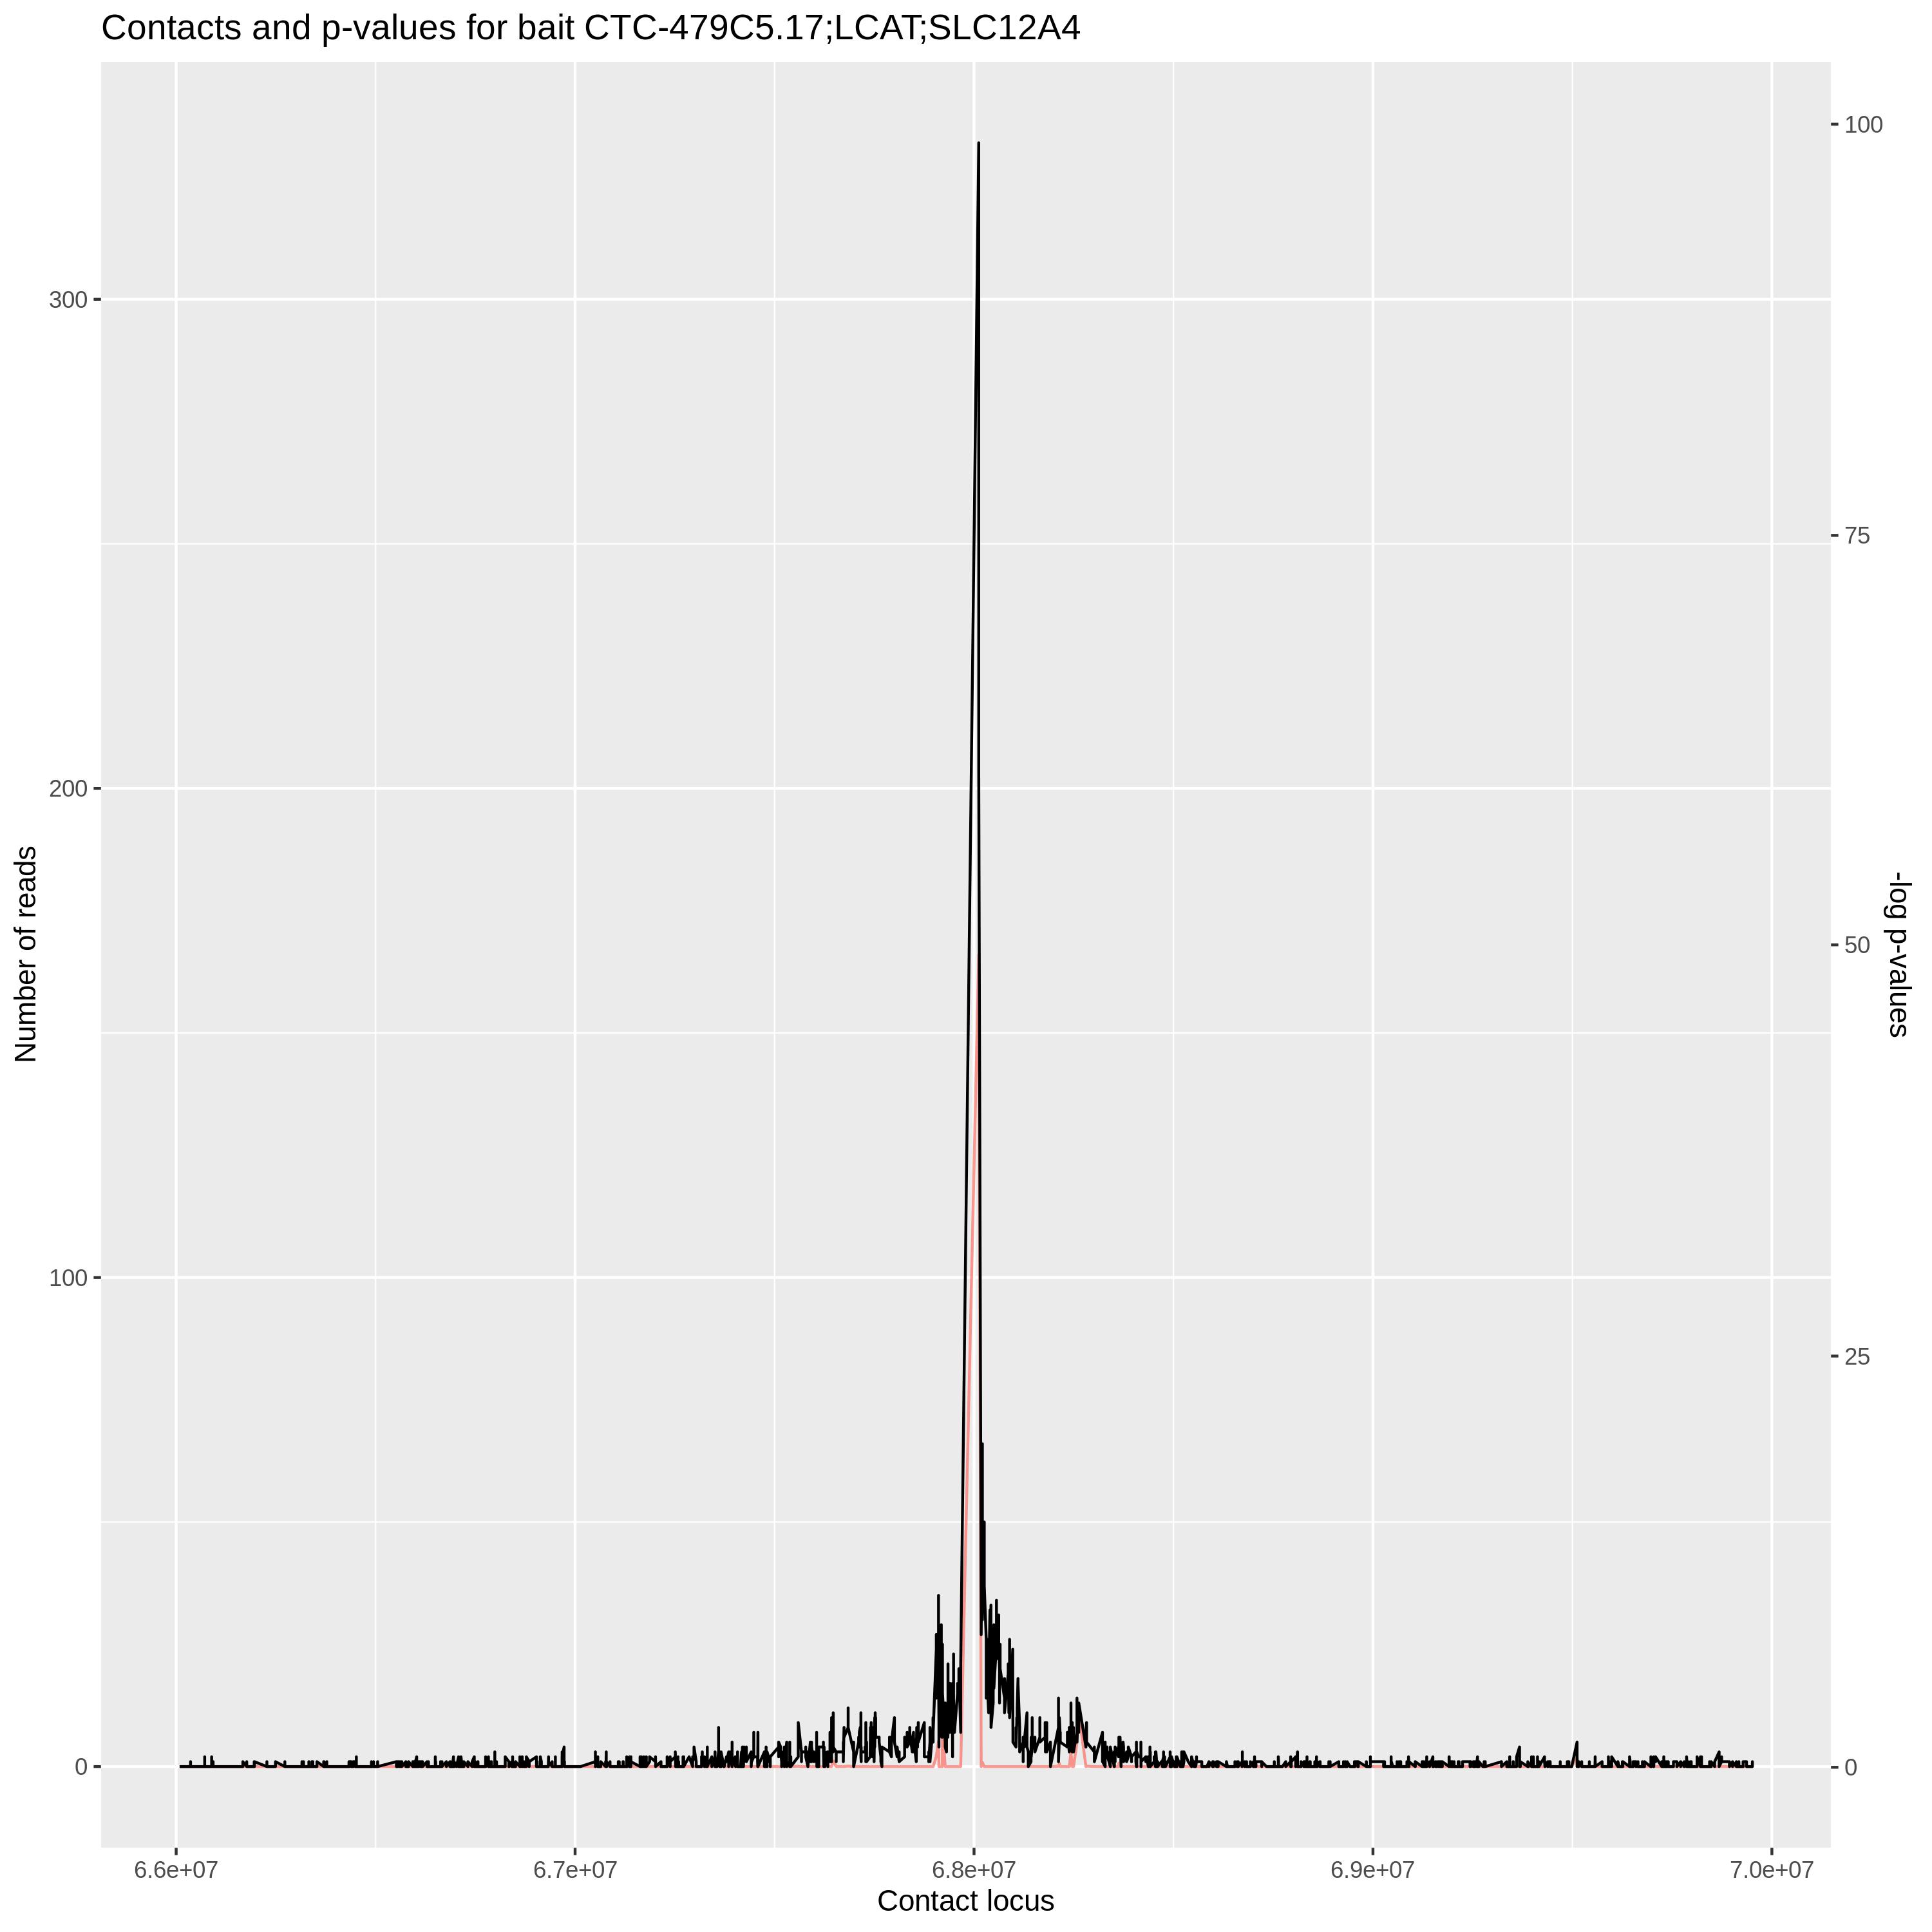 Contacts and p-values for bait CTC-479C5.17;LCAT;SLC12A4
Number of reads
300
200
100
0
100
75
50
25
0
-log p-values
6.6e+07
6.7e+07
6.8e+07
6.9e+07
7.0e+07
Contact locus